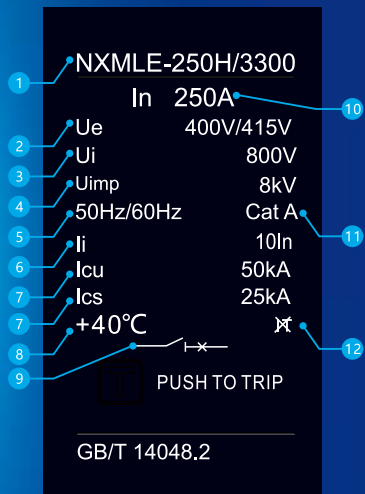 1 NXMLE-250H/3300
In 250A 10
2 Ue 400V/415V
3 Ui 800V
4 Uimp 8kV
5 50Hz/60Hz Cat A 11
6 Ii 10In
7 Icu 50kA
7 Ics 25kA
8 +40℃ 12
9
PUSH TO TRIP
GB/T 14048.2